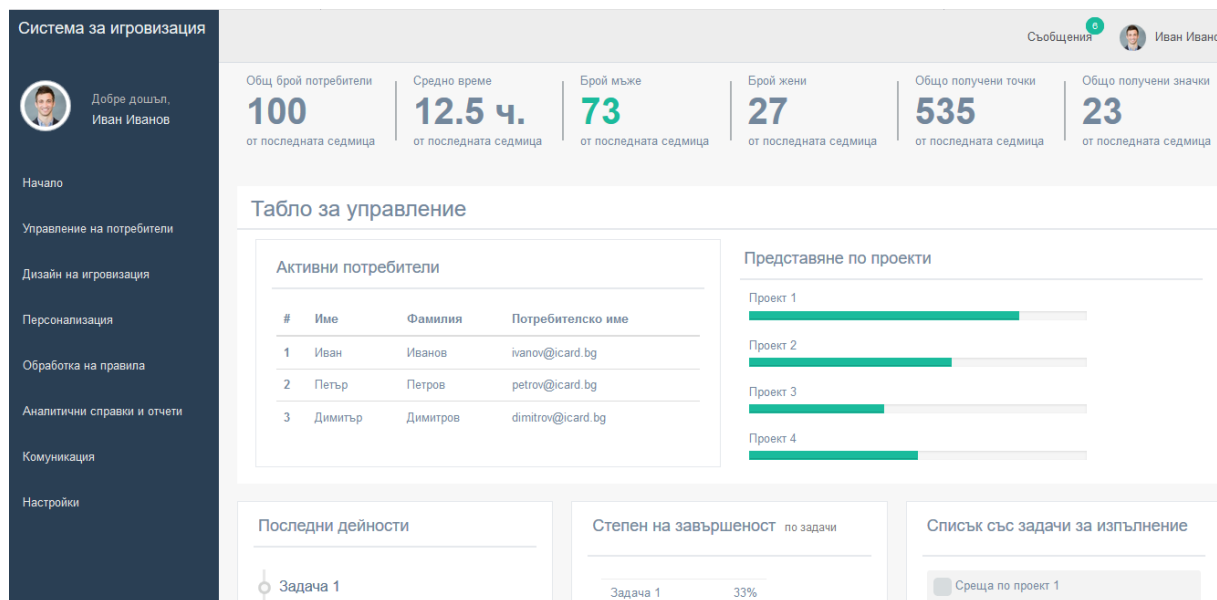 Система за игровизация
Съобщения 6
Иван Ивано
Добре дошъл,
Иван Иванов
Начало
Управление на потребители
Дизайн на игровизация
Персонализация
Обработка на правила
Аналитични справки и отчети
Комуникация
Настройки
Общ брой потребители
100
от последната седмица
Средно време
12.5 ч.
от последната седмица
Брой мъже
73
от последната седмица
Брой жени
27
от последната седмица
Общо получени точки
535
от последната седмица
Общо получени значки
23
от последната седмица
Табло за управление
Активни потребители
# Име Фамилия Потребителско име
1 Иван Иванов ivanov@icard.bg
2 Петър Петров petrov@icard.bg
3 Димитър Димитров dimitrov@icard.bg
Представяне по проекти
Проект 1
Проект 2
Проект 3
Проект 4
Последни дейности
Задача 1
Степен на завършеност по задачи
Задача 1 33%
Списък със задачи за изпълнение
Среща по проект 1